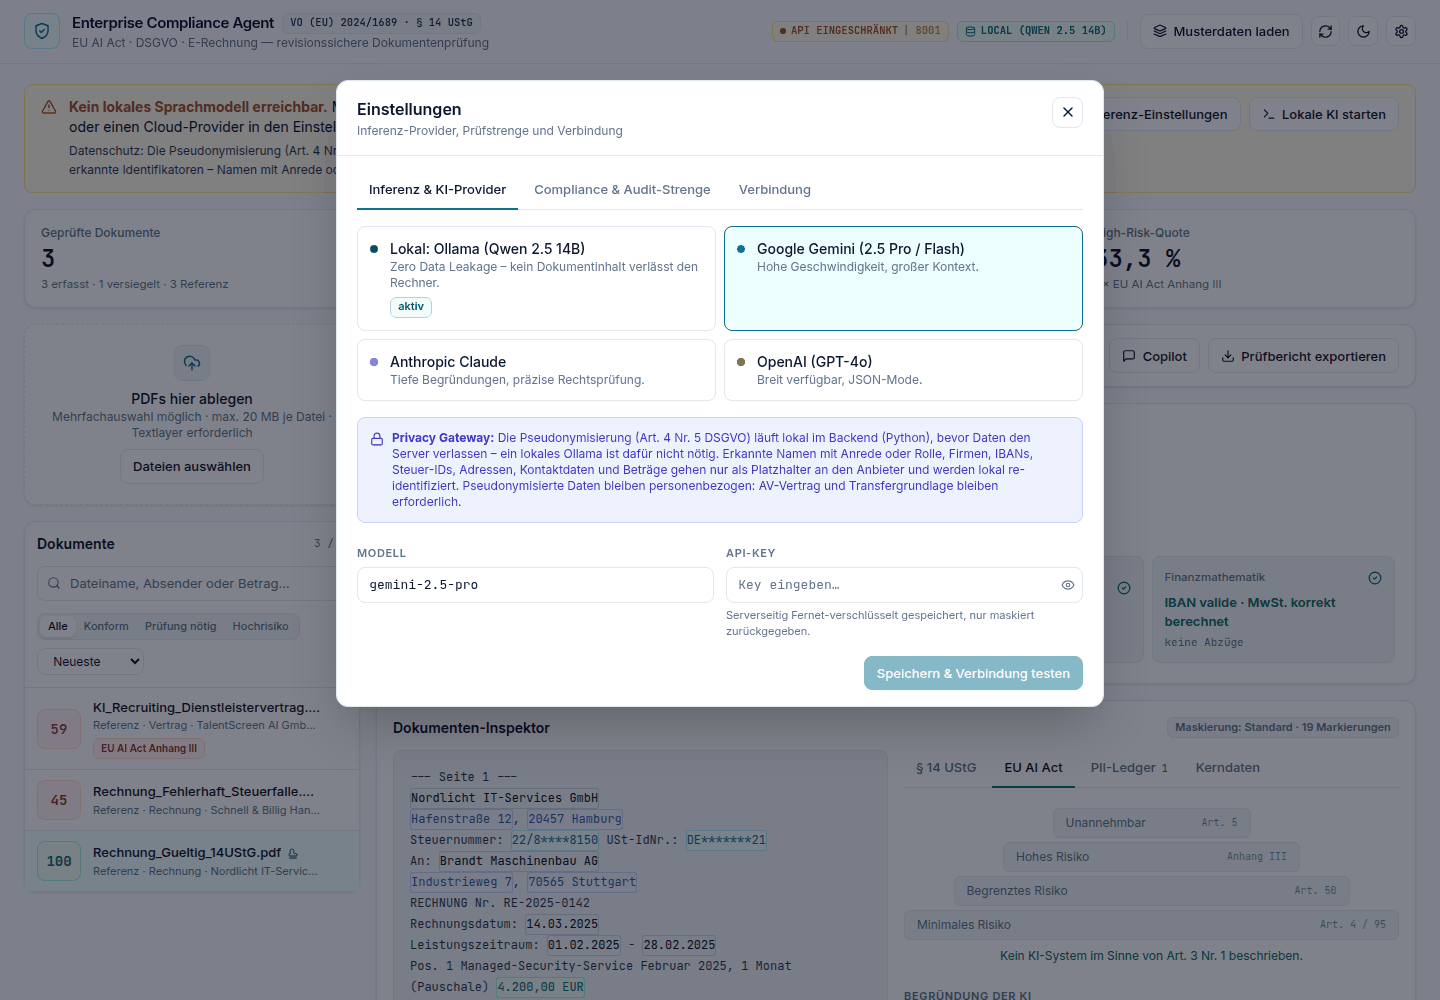 Enterprise Compliance Agent
VO (EU) 2024/1689 · § 14 UStG
EU AI Act · DSGVO · E-Rechnung — revisionssichere Dokumentenprüfung
API EINGESCHRÄNKT | 8001
LOCAL (QWEN 2.5 14B)
Musterdaten laden
Kein lokales Sprachmodell erreichbar.
oder einen Cloud-Provider in den Einstel
Datenschutz: Die Pseudonymisierung (Art. 4 Nr
erkannte Identifikatoren – Namen mit Anrede od
erenz-Einstellungen
Lokale KI starten
Geprüfte Dokumente
3
3 erfasst · 1 versiegelt · 3 Referenz
igh-Risk-Quote
33,3 %
× EU AI Act Anhang III
PDFs hier ablegen
Mehrfachauswahl möglich · max. 20 MB je Datei ·
Textlayer erforderlich
Dateien auswählen
Copilot
Prüfbericht exportieren
Einstellungen
Inferenz-Provider, Prüfstrenge und Verbindung
Inferenz & KI-Provider
Compliance & Audit-Strenge
Verbindung
Lokal: Ollama (Qwen 2.5 14B)
Zero Data Leakage – kein Dokumentinhalt verlässt den
Rechner.
aktiv
Google Gemini (2.5 Pro / Flash)
Hohe Geschwindigkeit, großer Kontext.
Anthropic Claude
Tiefe Begründungen, präzise Rechtsprüfung.
OpenAI (GPT-4o)
Breit verfügbar, JSON-Mode.
Privacy Gateway: Die Pseudonymisierung (Art. 4 Nr. 5 DSGVO) läuft lokal im Backend (Python), bevor Daten den
Server verlassen – ein lokales Ollama ist dafür nicht nötig. Erkannte Namen mit Anrede oder Rolle, Firmen, IBANs,
Steuer-IDs, Adressen, Kontaktdaten und Beträge gehen nur als Platzhalter an den Anbieter und werden lokal re-
identifiziert. Pseudonymisierte Daten bleiben personenbezogen: AV-Vertrag und Transfergrundlage bleiben
erforderlich.
MODELL
gemini-2.5-pro
API-KEY
Key eingeben…
Serverseitig Fernet-verschlüsselt gespeichert, nur maskiert
zurückgegeben.
Speichern & Verbindung testen
Dokumente
3 /
Dateiname, Absender oder Betrag...
Alle
Konform
Prüfung nötig
Hochrisiko
Neueste
59
KI_Recruiting_Dienstleistervertrag....
Referenz · Vertrag · TalentScreen AI Gmb...
EU AI Act Anhang III
45
Rechnung_Fehlerhaft_Steuerfalle....
Referenz · Rechnung · Schnell & Billig Han...
100
Rechnung_Gueltig_14UStG.pdf
Referenz · Rechnung · Nordlicht IT-Servic...
Finanzmathematik
IBAN valide · MwSt. korrekt
berechnet
keine Abzüge
Dokumenten-Inspektor
Maskierung: Standard · 19 Markierungen
--- Seite 1 ---
Nordlicht IT-Services GmbH
Hafenstraße 12, 20457 Hamburg
Steuernummer: 22/8****8150 USt-IdNr.: DE*******21
An: Brandt Maschinenbau AG
Industrieweg 7, 70565 Stuttgart
RECHNUNG Nr. RE-2025-0142
Rechnungsdatum: 14.03.2025
Leistungszeitraum: 01.02.2025 - 28.02.2025
Pos. 1 Managed-Security-Service Februar 2025, 1 Monat
(Pauschale) 4.200,00 EUR
§ 14 UStG
EU AI Act
PII-Ledger 1
Kerndaten
Unannehmbar
Art. 5
Hohes Risiko
Anhang III
Begrenztes Risiko
Art. 50
Minimales Risiko
Art. 4 / 95
Kein KI-System im Sinne von Art. 3 Nr. 1 beschrieben.
BEGRÜNDUNG DER KI